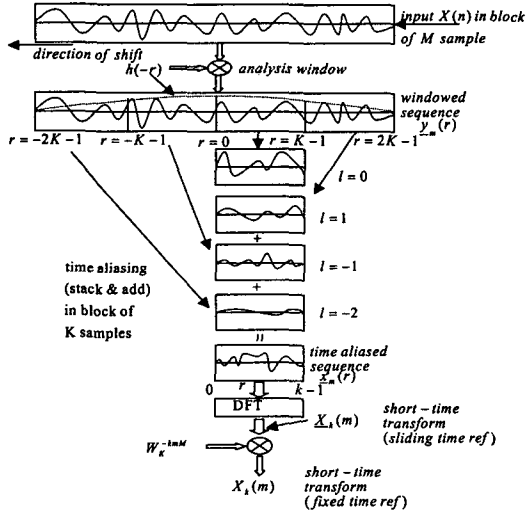 input X(n) in block
of M sample
direction of shift
h(-r)
analysis window
windowed
sequence
y_m(r)
r=-2K-1
r=-K-1
r=0
r=K-1
r=2K-1
l=0
l=1
+
l=-1
+
l=-2
=
time aliasing
(stack & add)
in block of
K samples
time aliased
sequence
x_m(r)
0
r
k-1
DFT
X_k(m)
short-time
transform
(sliding time ref)
W_K^-kmM
X_k(m)
short-time
transform
(fixed time ref)